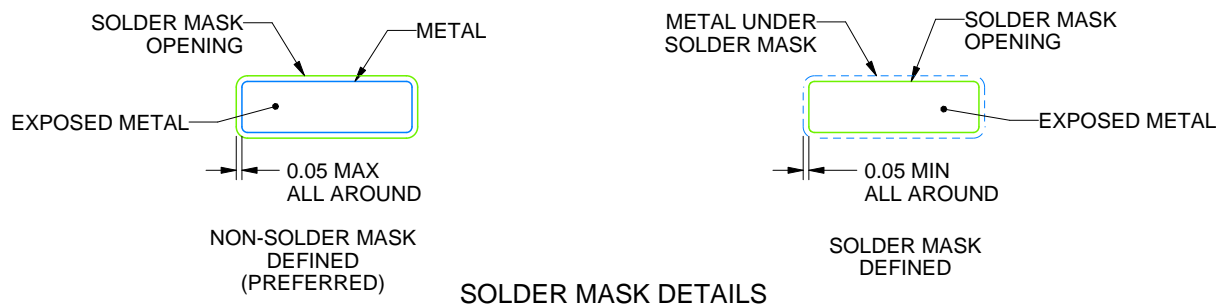 SOLDER MASK
OPENING
METAL
EXPOSED METAL
0.05 MAX
ALL AROUND
NON-SOLDER MASK
DEFINED
(PREFERRED)
METAL UNDER
SOLDER MASK
SOLDER MASK
OPENING
EXPOSED METAL
0.05 MIN
ALL AROUND
SOLDER MASK
DEFINED
SOLDER MASK DETAILS